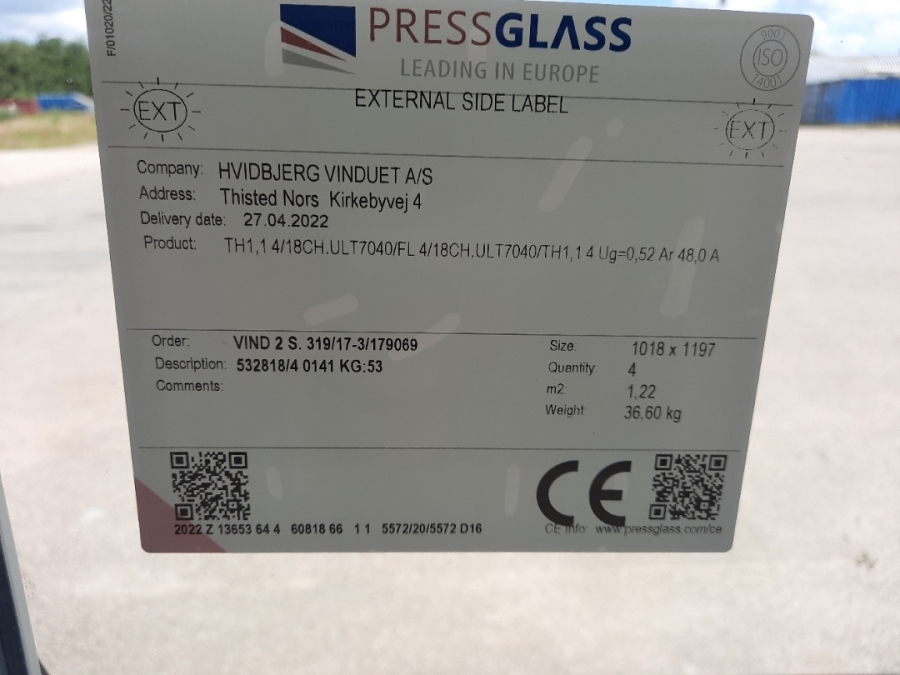 F/01020/22
PRESSGLASS
LEADING IN EUROPE
9001
ISO
14001
EXTERNAL SIDE LABEL
EXT
EXT
Company: HVIDBJERG VINDUET A/S
Address: Thisted Nors Kirkebyvej 4
Delivery date: 27.04.2022
Product: TH1,1 4/18CH.ULT7040/FL 4/18CH.ULT7040/TH1,1 4 Ug=0,52 Ar 48,0 A
Order: VIND 2 S. 319/17-3/179069
Description: 532818/4 0141 KG:53
Comments:
Size: 1018 x 1197
Quantity 4
m2: 1,22
Weight 36,60 kg
CE
2022 Z 13653 64 4 60818 66 1 1 5572/20/5572 D16
CE info: www.pressglass.com/ce